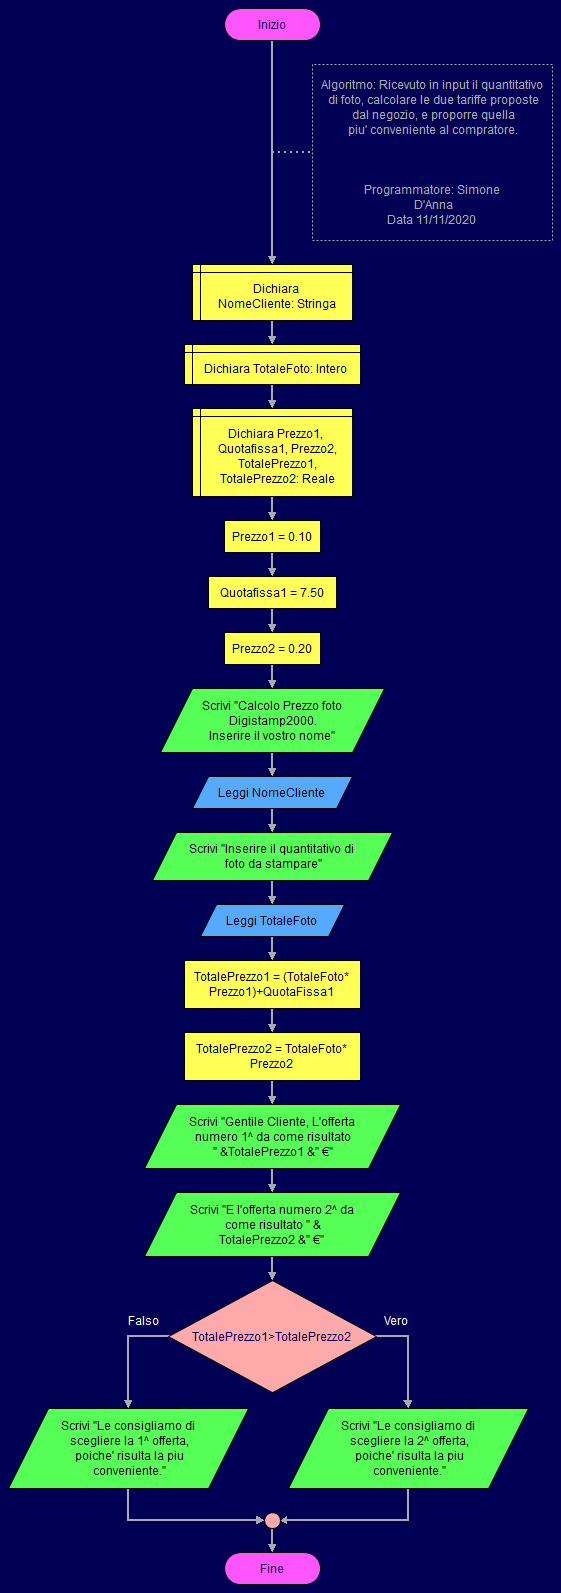 Inizio
Algoritmo: Ricevuto in input il quantitativo
di foto, calcolare le due tariffe proposte
dal negozio, e proporre quella
piu' conveniente al compratore.
Programmatore: Simone
D'Anna
Data 11/11/2020
Dichiara
NomeCliente: Stringa
Dichiara TotaleFoto: Intero
Dichiara Prezzo1,
Quotafissa1, Prezzo2,
TotalePrezzo1,
TotalePrezzo2: Reale
Prezzo1 = 0.10
Quotafissa1 = 7.50
Prezzo2 = 0.20
Scrivi "Calcolo Prezzo foto
Digistamp2000.
Inserire il vostro nome"
Leggi NomeCliente
Scrivi "Inserire il quantitativo di
foto da stampare"
Leggi TotaleFoto
TotalePrezzo1 = (TotaleFoto*
Prezzo1)+QuotaFissa1
TotalePrezzo2 = TotaleFoto*
Prezzo2
Scrivi "Gentile Cliente, L'offerta
numero 1^ da come risultato
" &TotalePrezzo1 &" €"
Scrivi "E l'offerta numero 2^ da
come risultato " &
TotalePrezzo2 &" €"
Falso
Vero
TotalePrezzo1>TotalePrezzo2
Scrivi "Le consigliamo di
scegliere la 1^ offerta,
poiche' risulta la piu
conveniente."
Scrivi "Le consigliamo di
scegliere la 2^ offerta,
poiche' risulta la piu
conveniente."
Fine